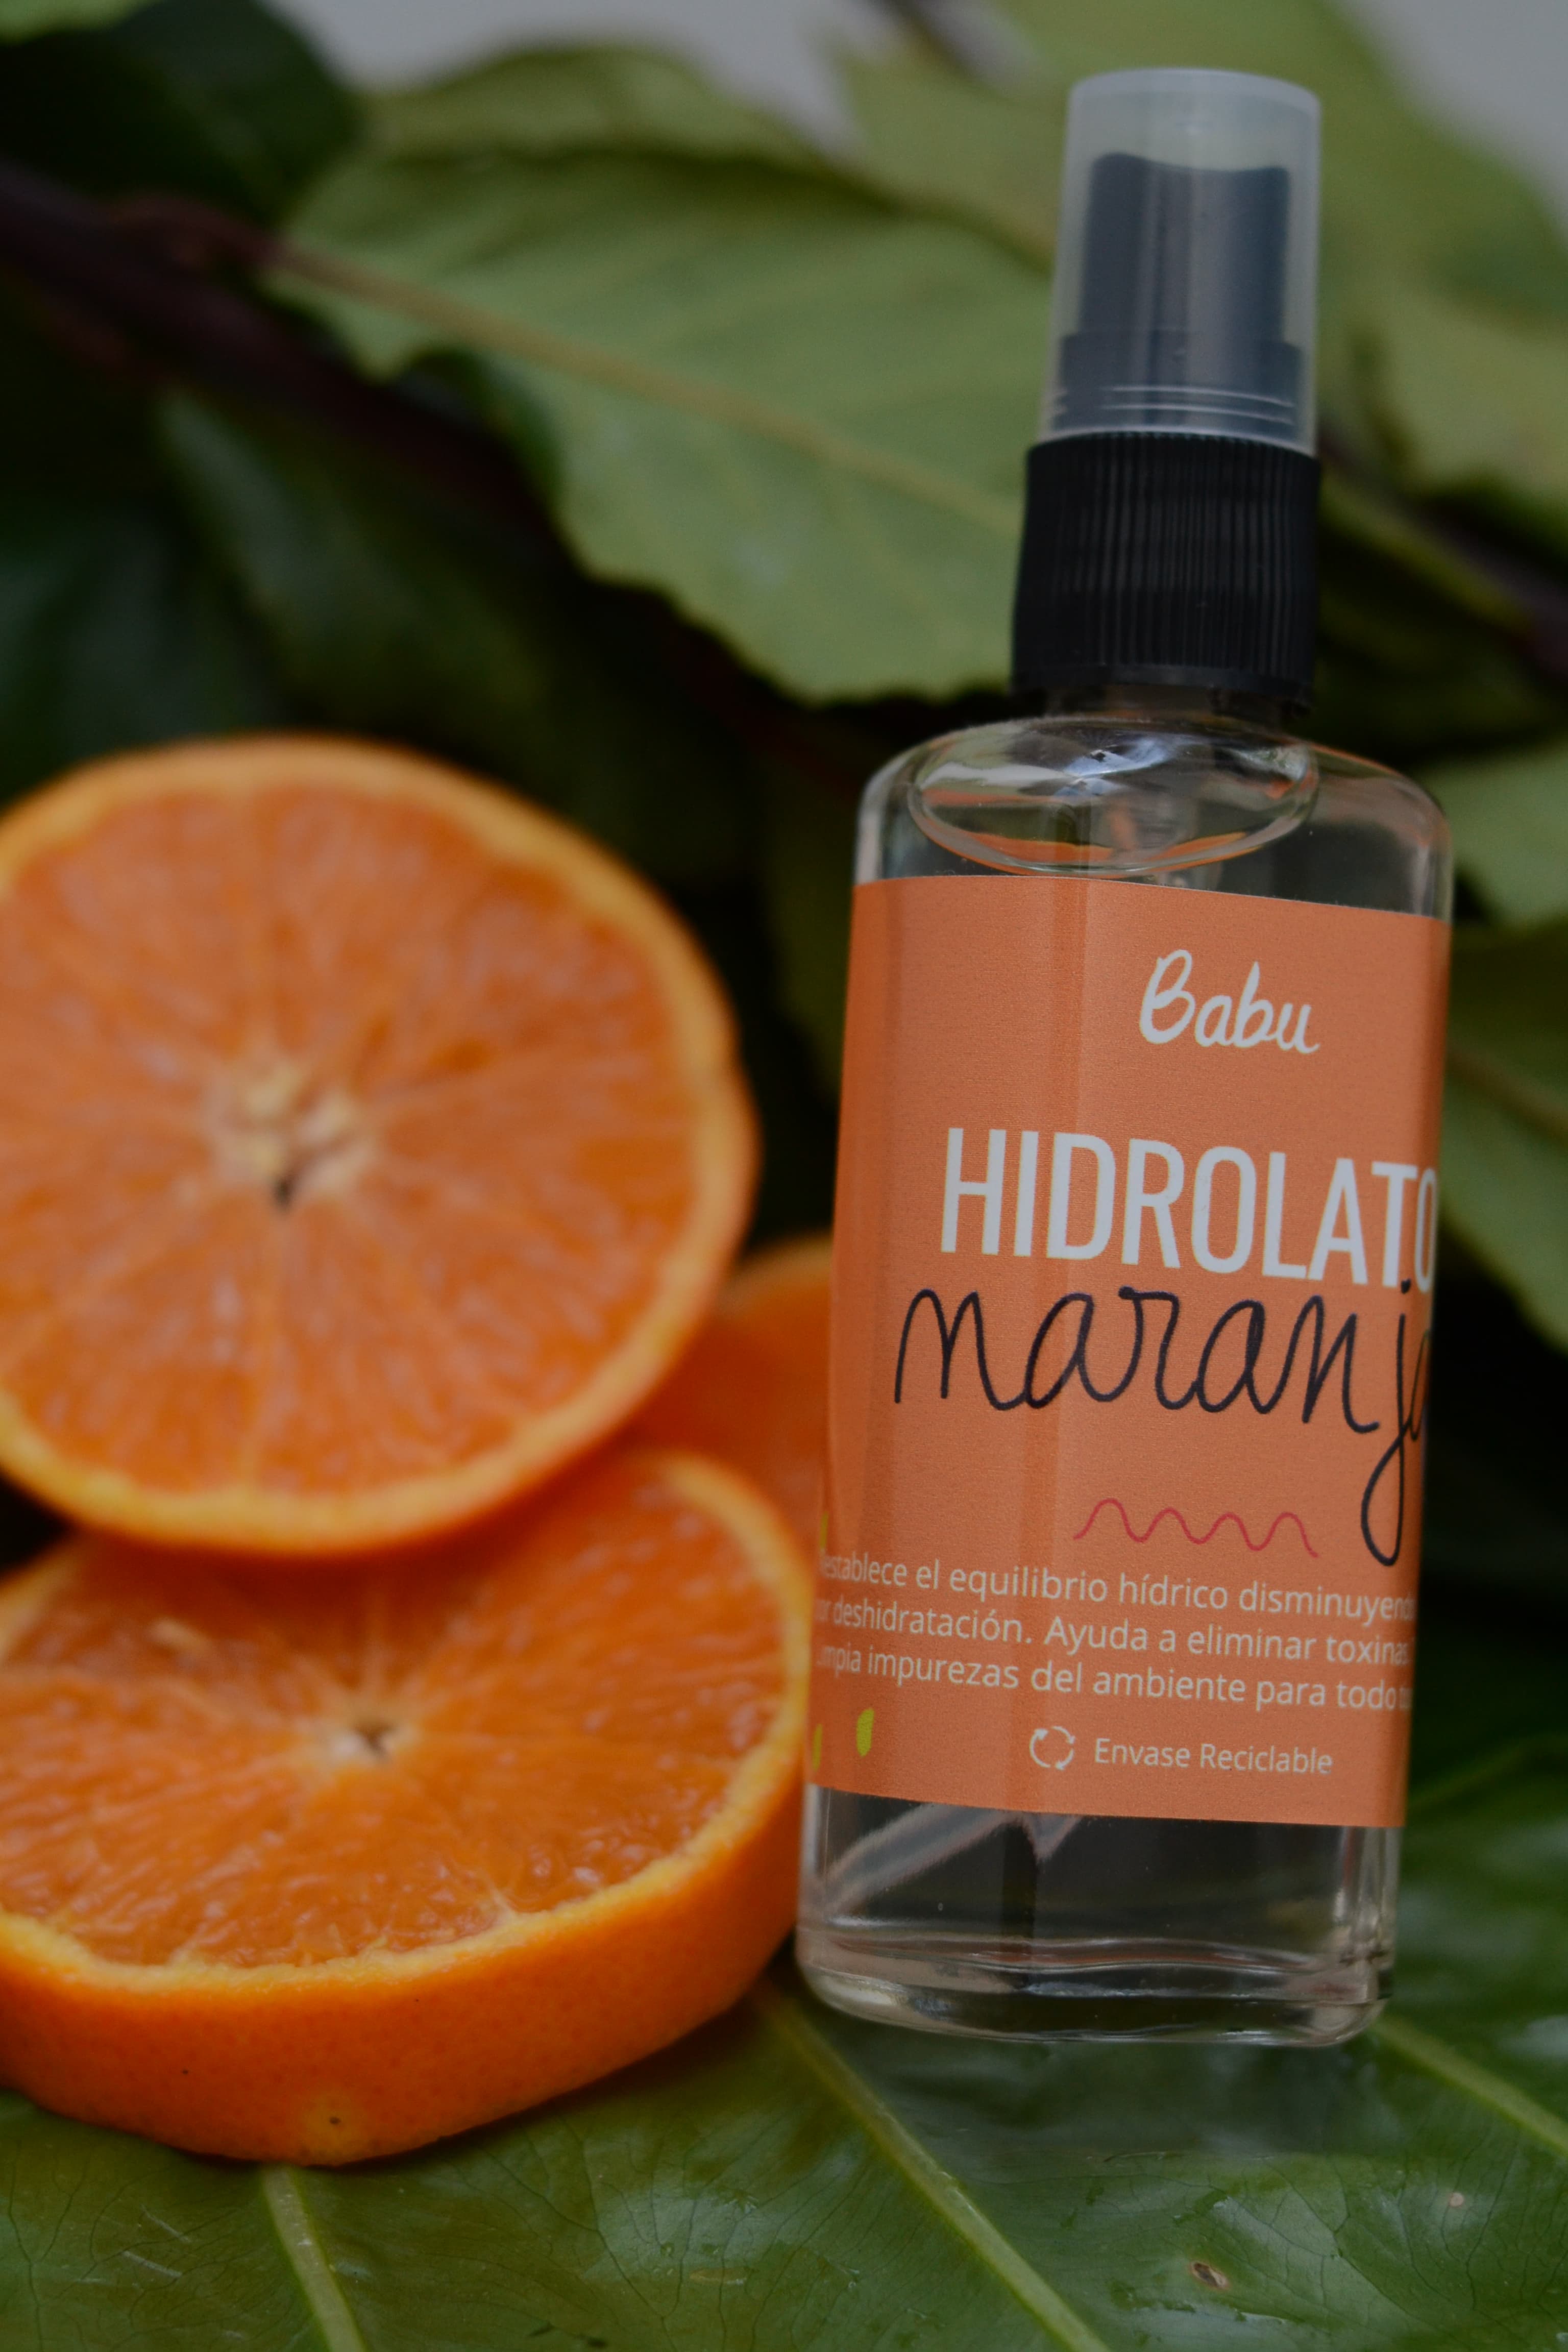 Babu
HIDROLATO
naranja
establece el equilibrio hídrico disminuyendo
deshidratación. Ayuda a eliminar toxinas.
impurezas del ambiente para todo
Envase Reciclable